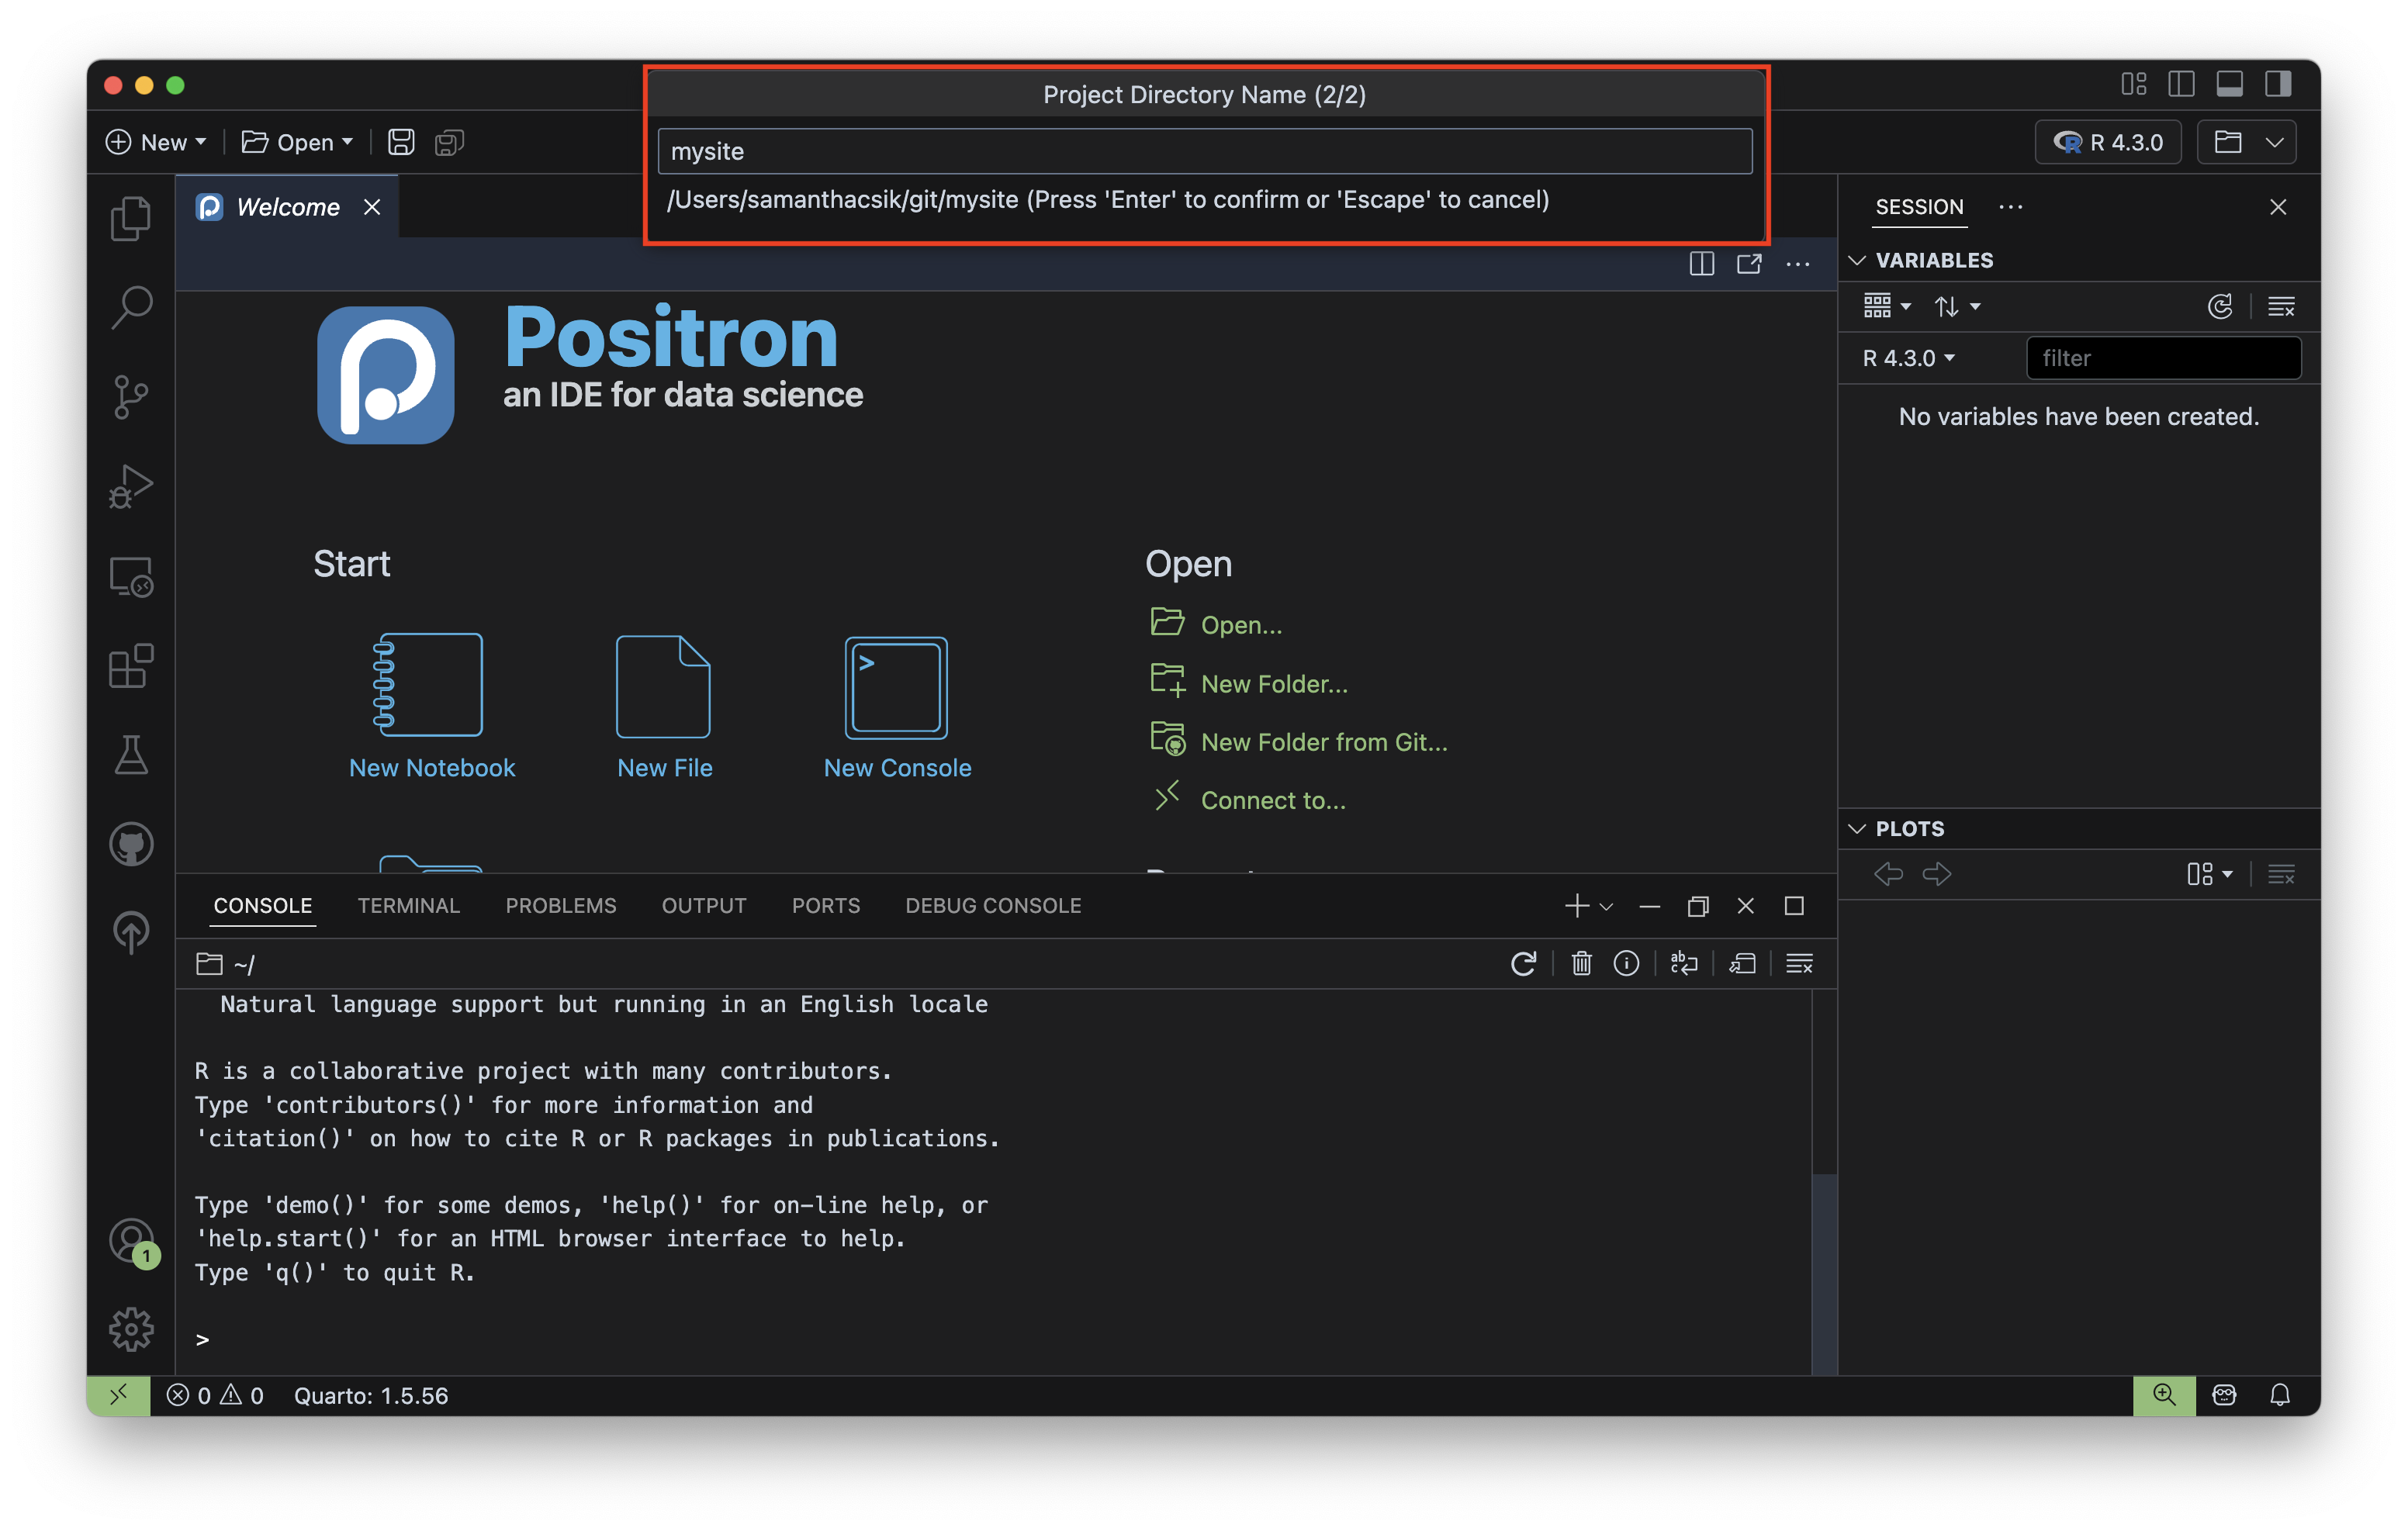 Project Directory Name (2/2)
mysite
/Users/samanthacsik/git/mysite (Press 'Enter' to confirm or 'Escape' to cancel)
New
Open
R 4.3.0
Welcome
Positron
an IDE for data science
Start
New Notebook
New File
New Console
Open
Open...
New Folder...
New Folder from Git...
Connect to...
SESSION
VARIABLES
R 4.3.0
filter
No variables have been created.
PLOTS
CONSOLE TERMINAL PROBLEMS OUTPUT PORTS DEBUG CONSOLE
~/
Natural language support but running in an English locale
R is a collaborative project with many contributors.
Type 'contributors()' for more information and
'citation()' on how to cite R or R packages in publications.
Type 'demo()' for some demos, 'help()' for on-line help, or
'help.start()' for an HTML browser interface to help.
Type 'q()' to quit R.
>
1
0 0 Quarto: 1.5.56